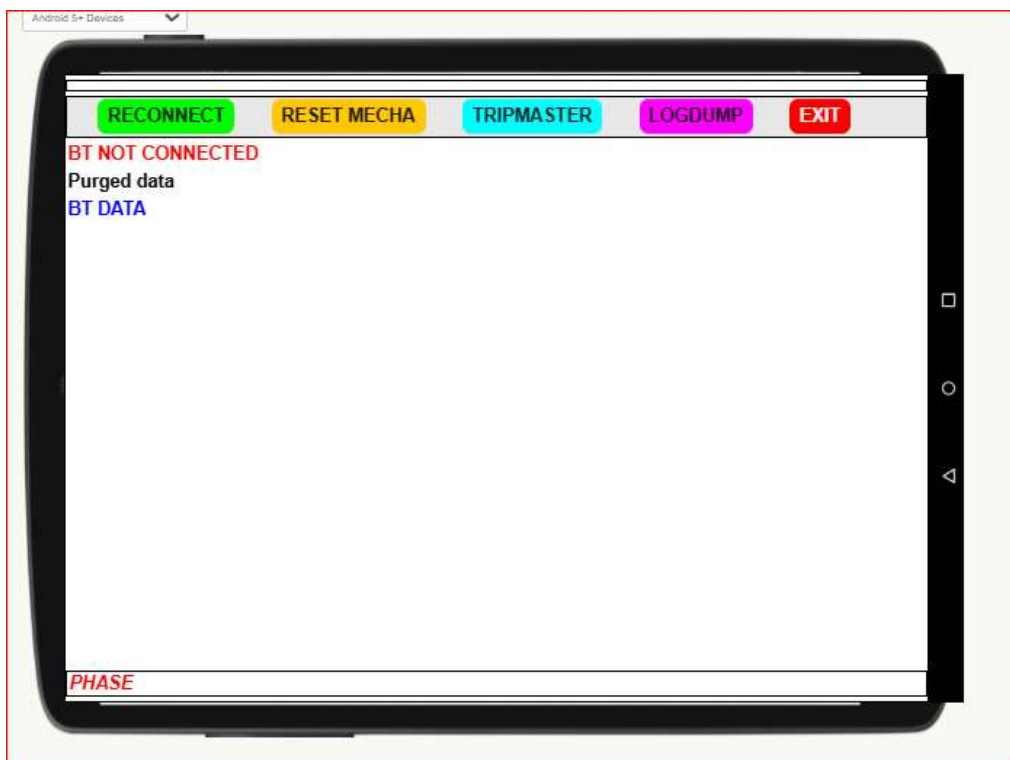 Android 5+ Devices
RECONNECT RESET MECHA TRIPMASTER LOGDUMP EXIT
BT NOT CONNECTED
Purged data
BT DATA
PHASE